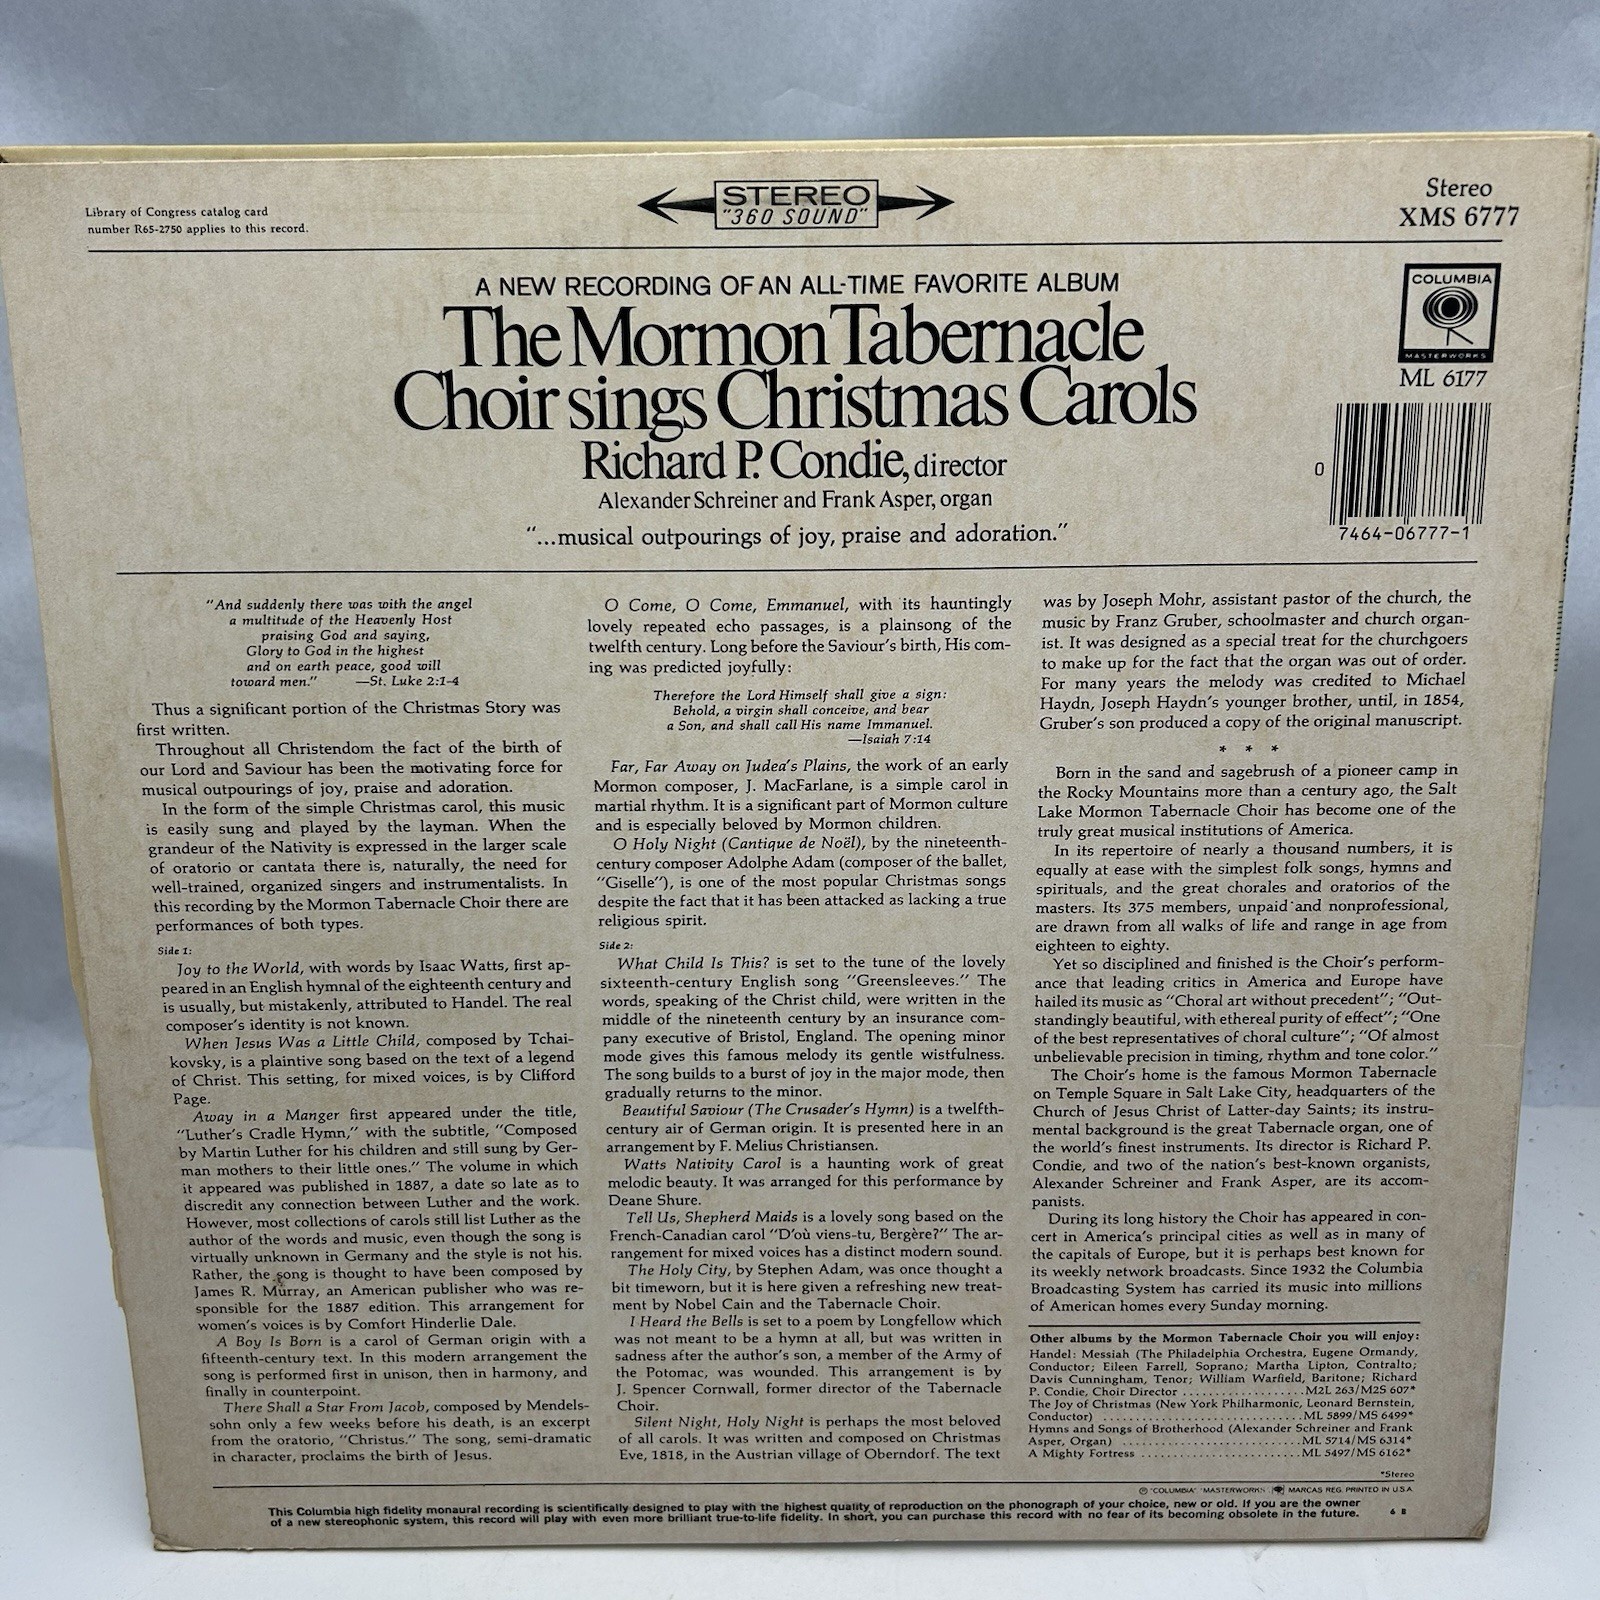 Library of Congress catalog card
number R65-2750 applies to this record.
STEREO
"360 SOUND"
Stereo
XMS 6777
A NEW RECORDING OF AN ALL-TIME FAVORITE ALBUM
The Mormon Tabernacle
Choir sings Christmas Carols
Richard P. Condie, director
Alexander Schreiner and Frank Asper, organ
"...musical outpourings of joy, praise and adoration."
COLUMBIA
MASTERWORKS
ML 6177
0
7464-06777-1
"And suddenly there was with the angel
a multitude of the Heavenly Host
praising God and saying,
Glory to God in the highest
and on earth peace, good will
toward men." —St. Luke 2:1-4
Thus a significant portion of the Christmas Story was
first written.
Throughout all Christendom the fact of the birth of
our Lord and Saviour has been the motivating force for
musical outpourings of joy, praise and adoration.
In the form of the simple Christmas carol, this music
is easily sung and played by the layman. When the
grandeur of the Nativity is expressed in the larger scale
of oratorio or cantata there is, naturally, the need for
well-trained, organized singers and instrumentalists. In
this recording by the Mormon Tabernacle Choir there are
performances of both types.
Side 1:
Joy to the World, with words by Isaac Watts, first ap-
peared in an English hymnal of the eighteenth century and
is usually, but mistakenly, attributed to Handel. The real
composer's identity is not known.
When Jesus Was a Little Child, composed by Tchai-
kovsky, is a plaintive song based on the text of a legend
of Christ. This setting, for mixed voices, is by Clifford
Page.
Away in a Manger first appeared under the title,
"Luther's Cradle Hymn," with the subtitle, "Composed
by Martin Luther for his children and still sung by Ger-
man mothers to their little ones." The volume in which
it appeared was published in 1887, a date so late as to
discredit any connection between Luther and the work.
However, most collections of carols still list Luther as the
author of the words and music, even though the song is
virtually unknown in Germany and the style is not his.
Rather, the song is thought to have been composed by
James R. Murray, an American publisher who was re-
sponsible for the 1887 edition. This arrangement for
women's voices is by Comfort Hinderlie Dale.
A Boy Is Born is a carol of German origin with a
fifteenth-century text. In this modern arrangement the
song is performed first in unison, then in harmony, and
finally in counterpoint.
There Shall a Star From Jacob, composed by Mendels-
sohn only a few weeks before his death, is an excerpt
from the oratorio, "Christus." The song, semi-dramatic
in character, proclaims the birth of Jesus.
O Come, O Come, Emmanuel, with its hauntingly
lovely repeated echo passages, is a plainsong of the
twelfth century. Long before the Saviour's birth, His com-
ing was predicted joyfully:
Therefore the Lord Himself shall give a sign:
Behold, a virgin shall conceive, and bear
a Son, and shall call His name Immanuel.
—Isaiah 7:14
Far, Far Away on Judea's Plains, the work of an early
Mormon composer, J. MacFarlane, is a simple carol in
martial rhythm. It is a significant part of Mormon culture
and is especially beloved by Mormon children.
O Holy Night (Cantique de Noël), by the nineteenth-
century composer Adolphe Adam (composer of the ballet,
"Giselle"), is one of the most popular Christmas songs
despite the fact that it has been attacked as lacking a true
religious spirit.
Side 2:
What Child Is This? is set to the tune of the lovely
sixteenth-century English song "Greensleeves." The
words, speaking of the Christ child, were written in the
middle of the nineteenth century by an insurance com-
pany executive of Bristol, England. The opening minor
mode gives this famous melody its gentle wistfulness.
The song builds to a burst of joy in the major mode, then
gradually returns to the minor.
Beautiful Saviour (The Crusader's Hymn) is a twelfth-
century air of German origin. It is presented here in an
arrangement by F. Melius Christiansen.
Watts Nativity Carol is a haunting work of great
melodic beauty. It was arranged for this performance by
Deane Shure.
Tell Us, Shepherd Maids is a lovely song based on the
French-Canadian carol "D'où viens-tu, Bergère?" The ar-
rangement for mixed voices has a distinct modern sound.
The Holy City, by Stephen Adam, was once thought a
bit timeworn, but it is here given a refreshing new treat-
ment by Nobel Cain and the Tabernacle Choir.
I Heard the Bells is set to a poem by Longfellow which
was not meant to be a hymn at all, but was written in
sadness after the author's son, a member of the Army of
the Potomac, was wounded. This arrangement is by
J. Spencer Cornwall, former director of the Tabernacle
Choir.
Silent Night, Holy Night is perhaps the most beloved
of all carols. It was written and composed on Christmas
Eve, 1818, in the Austrian village of Oberndorf. The text
was by Joseph Mohr, assistant pastor of the church, the
music by Franz Gruber, schoolmaster and church organ-
ist. It was designed as a special treat for the churchgoers
to make up for the fact that the organ was out of order.
For many years the melody was credited to Michael
Haydn, Joseph Haydn's younger brother, until, in 1854,
Gruber's son produced a copy of the original manuscript.
* * *
Born in the sand and sagebrush of a pioneer camp in
the Rocky Mountains more than a century ago, the Salt
Lake Mormon Tabernacle Choir has become one of the
truly great musical institutions of America.
In its repertoire of nearly a thousand numbers, it is
equally at ease with the simplest folk songs, hymns and
spirituals, and the great chorales and oratorios of the
masters. Its 375 members, unpaid and nonprofessional,
are drawn from all walks of life and range in age from
eighteen to eighty.
Yet so disciplined and finished is the Choir's perform-
ance that leading critics in America and Europe have
hailed its music as "Choral art without precedent"; "Out-
standingly beautiful, with ethereal purity of effect"; "One
of the best representatives of choral culture"; "Of almost
unbelievable precision in timing, rhythm and tone color."
The Choir's home is the famous Mormon Tabernacle
on Temple Square in Salt Lake City, headquarters of the
Church of Jesus Christ of Latter-day Saints; its instru-
mental background is the great Tabernacle organ, one of
the world's finest instruments. Its director is Richard P.
Condie, and two of the nation's best-known organists,
Alexander Schreiner and Frank Asper, are its accom-
panists.
During its long history the Choir has appeared in con-
cert in America's principal cities as well as in many of
the capitals of Europe, but it is perhaps best known for
its weekly network broadcasts. Since 1932 the Columbia
Broadcasting System has carried its music into millions
of American homes every Sunday morning.
Other albums by the Mormon Tabernacle Choir you will enjoy:
Handel: Messiah (The Philadelphia Orchestra, Eugene Ormandy,
Conductor; Eileen Farrell, Soprano; Martha Lipton, Contralto;
Davis Cunningham, Tenor; William Warfield, Baritone; Richard
P. Condie, Choir Director ....................M2L 263/M2S 607*
The Joy of Christmas (New York Philharmonic, Leonard Bernstein,
Conductor) ................................ML 5899/MS 6499*
Hymns and Songs of Brotherhood (Alexander Schreiner and Frank
Asper, Organ) .............................ML 5714/MS 6314*
A Mighty Fortress ..........................ML 5497/MS 6162*
*Stereo
℗ "COLUMBIA" "MASTERWORKS" MARCAS REG. PRINTED IN U.S.A.
This Columbia high fidelity monaural recording is scientifically designed to play with the highest quality of reproduction on the phonograph of your choice, new or old. If you are the owner
of a new stereophonic system, this record will play with even more brilliant true-to-life fidelity. In short, you can purchase this record with no fear of its becoming obsolete in the future.
6 B